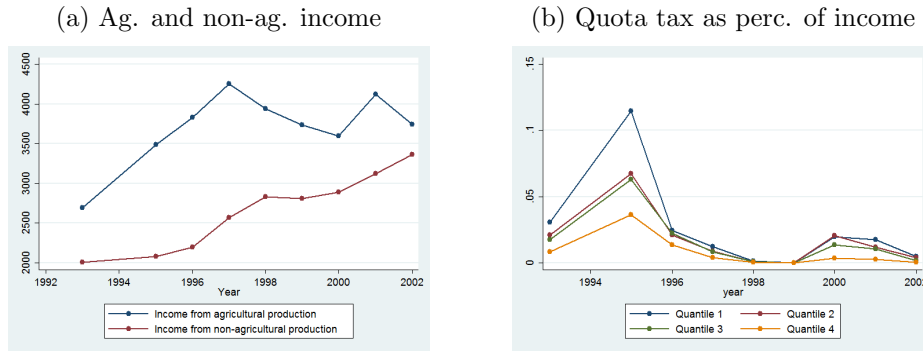 (a) Ag. and non-ag. income
4500
4000
3500
3000
2500
2000
1992
1994
1996
1998
2000
2002
Year
Income from agricultural production
Income from non-agricultural production
(b) Quota tax as perc. of income
.15
.1
.05
0
1994
1996
1998
2000
2002
year
Quantile 1
Quantile 2
Quantile 3
Quantile 4